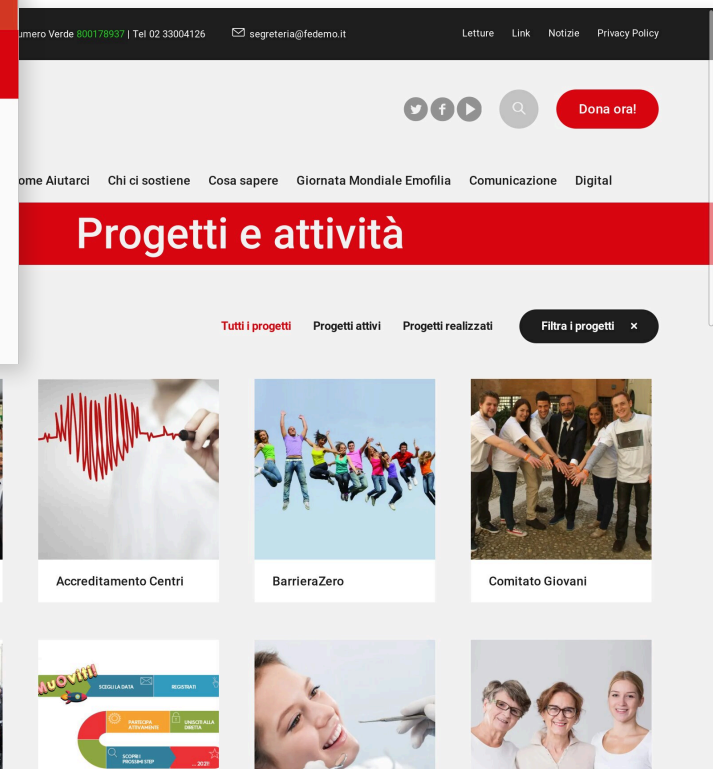 umero Verde 800178937 | Tel 02 33004126
segreteria@fedemo.it
Letture Link Notizie Privacy Policy
Dona ora!
ome Aiutarci Chi ci sostiene Cosa sapere Giornata Mondiale Emofilia Comunicazione Digital
Progetti e attività
Tutti i progetti Progetti attivi Progetti realizzati Filtra i progetti ×
Accreditamento Centri
BarrieraZero
Comitato Giovani
MUOVITI!
SCEGLI LA DATA
REGISTRATI
PARTECIPA
ATTIVAMENTE
UNISCITI ALLA
DIRETTA
SCOPRI I
PROSSIMI STEP
... 2021!